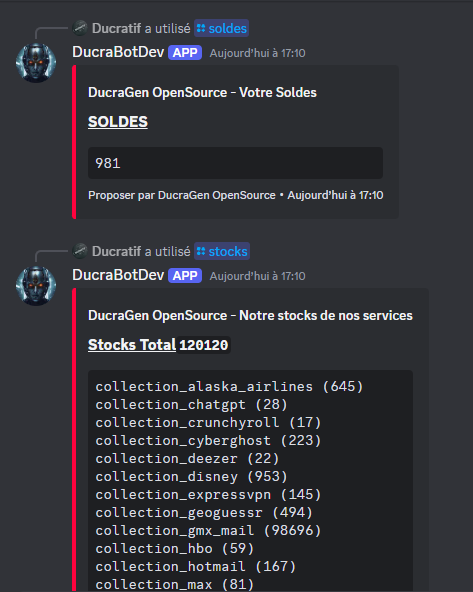 Ducratif a utilisé soldes
DucraBotDev APP Aujourd'hui à 17:10
DucraGen OpenSource - Votre Soldes
SOLDES
981
Proposer par DucraGen OpenSource • Aujourd'hui à 17:10
Ducratif a utilisé stocks
DucraBotDev APP Aujourd'hui à 17:10
DucraGen OpenSource - Notre stocks de nos services
Stocks Total 120120
collection_alaska_airlines (645)
collection_chatgpt (28)
collection_crunchyroll (17)
collection_cyberghost (223)
collection_deezer (22)
collection_disney (953)
collection_expressvpn (145)
collection_geoguessr (494)
collection_gmx_mail (98696)
collection_hbo (59)
collection_hotmail (167)
collection_max (81)